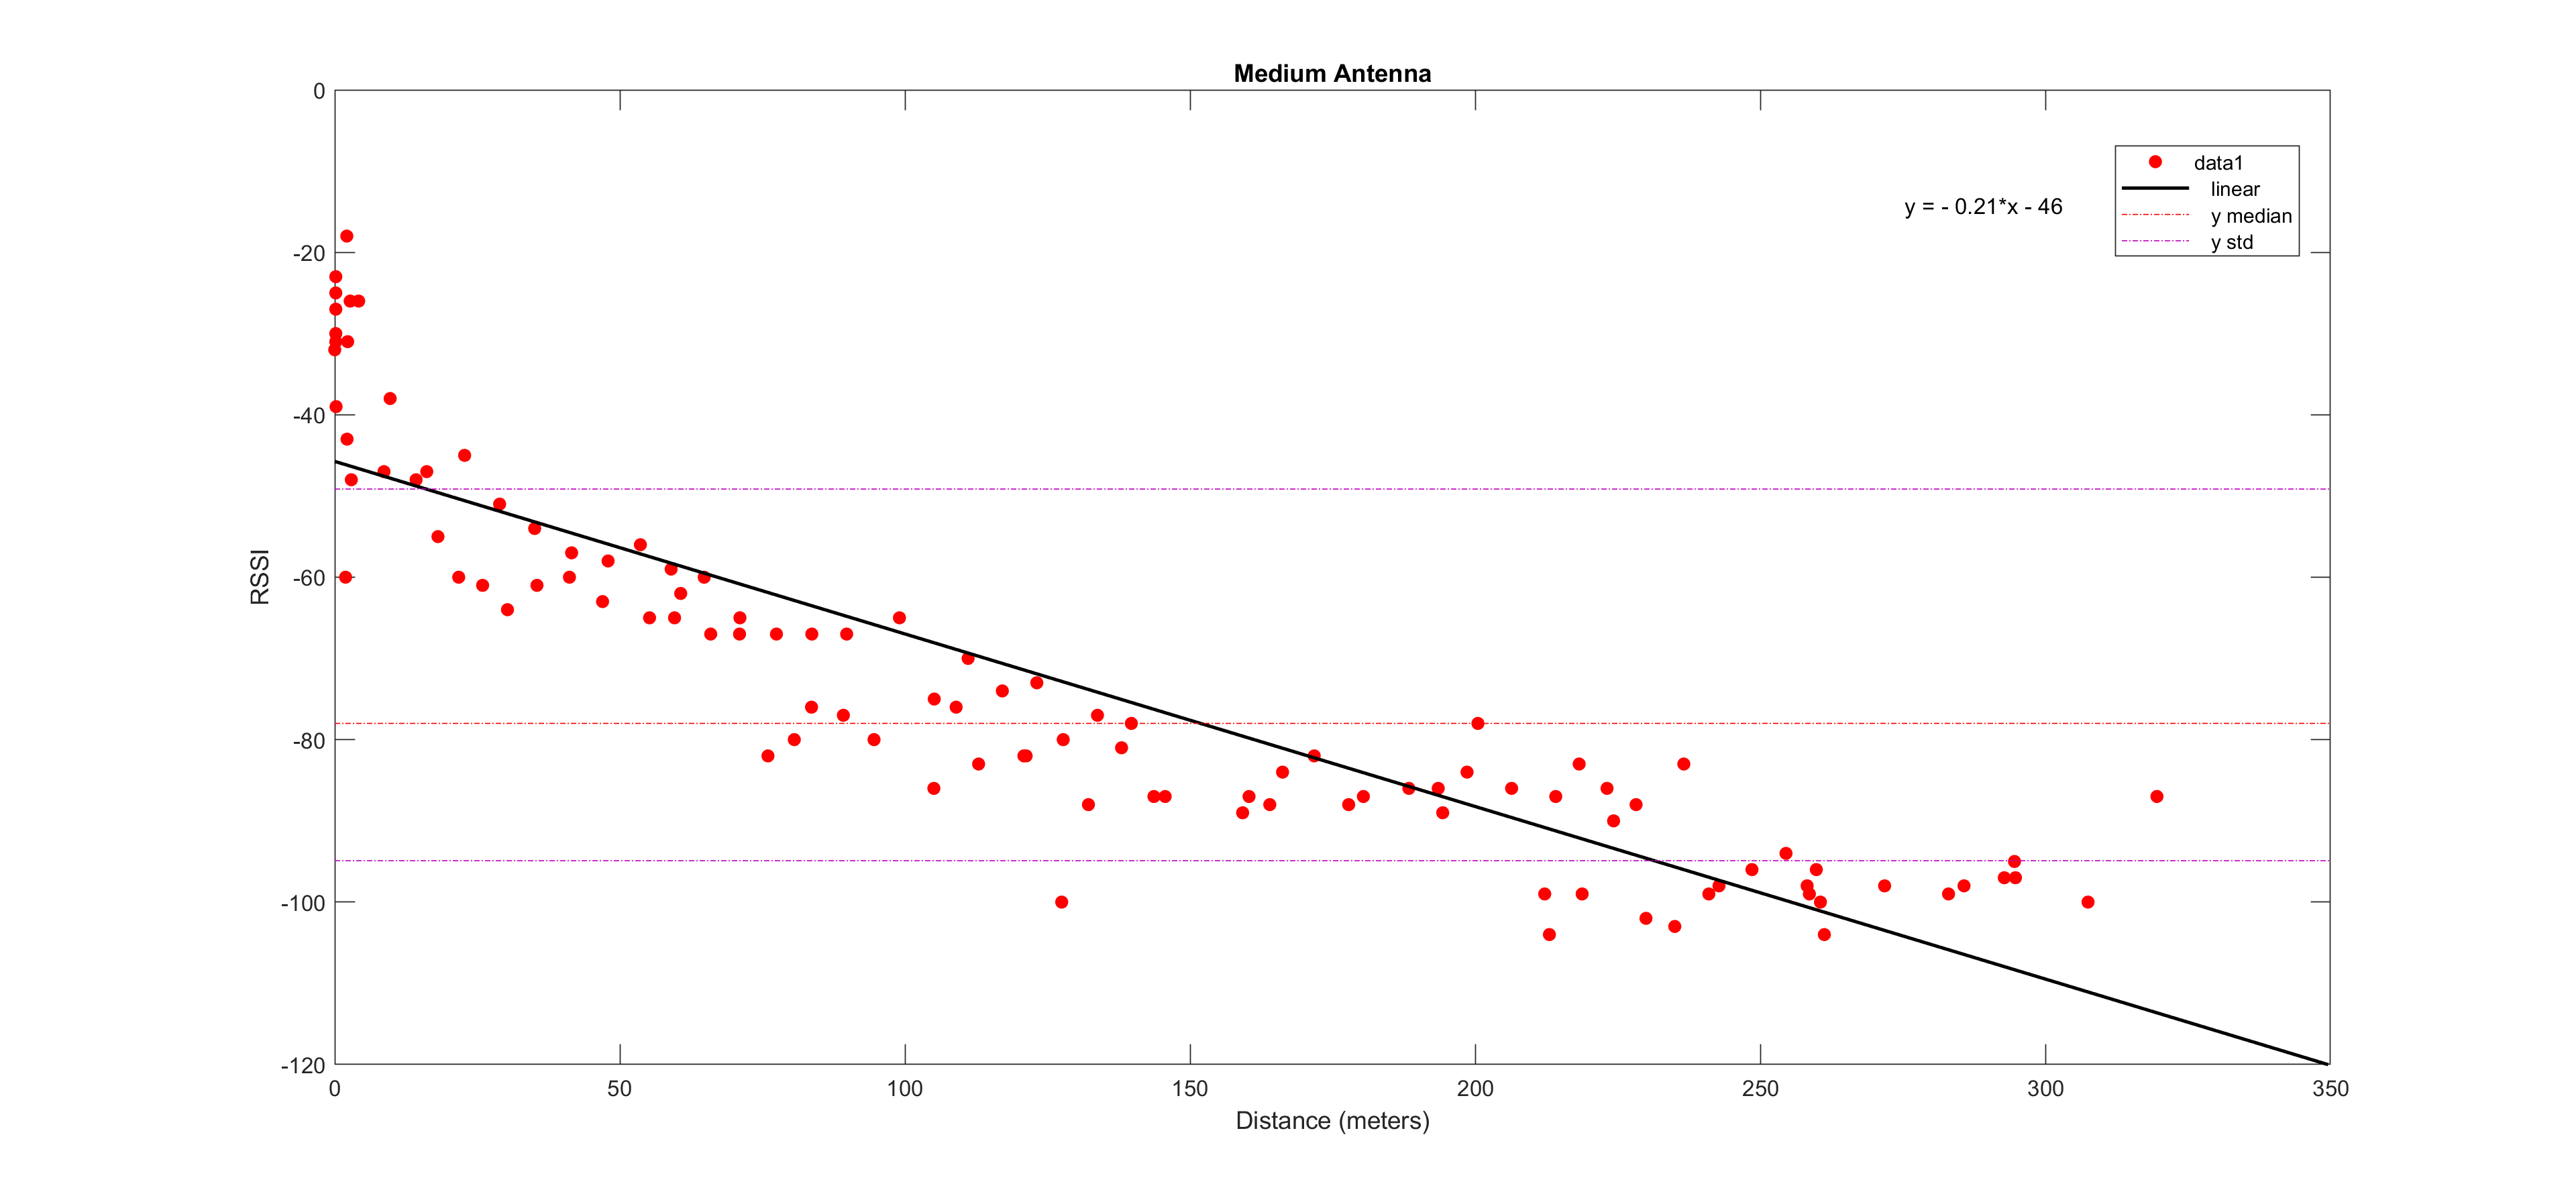 Medium Antenna
0
-20
-40
-60
-80
-100
-120
RSSI
data1
linear
y median
y std
y = - 0.21*x - 46
0 50 100 150 200 250 300 350
Distance (meters)